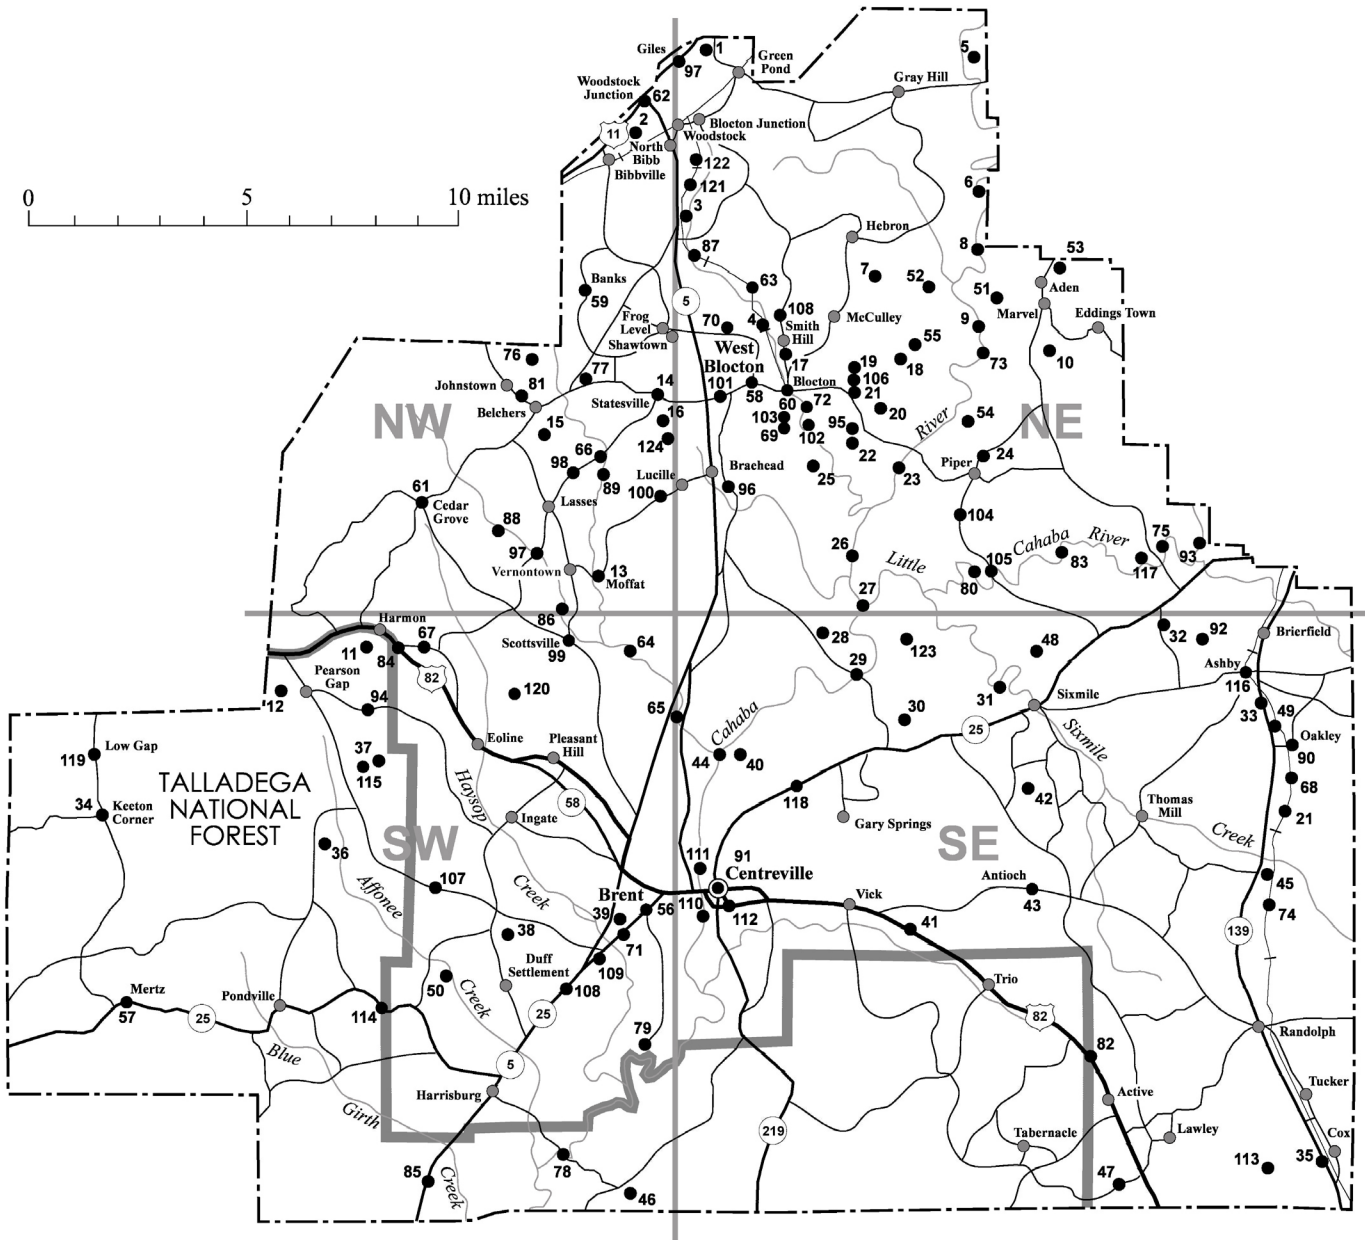 1
5
Giles
97
Green
Pond
Gray Hill
Woodstock
Junction
62
2
11
Blocton Junction
Woodstock
North
Bibb
Bibbville
122
121
3
6
0
5
10 miles
Hebron
8
53
87
7
52
51
Aden
Banks
59
63
5
108
Marvel
Eddings Town
Frog
Level
Shawtown
70
4
Smith
Hill
McCulley
9
55
10
76
West
Blocton
17
19
18
73
77
Johnstown
81
14
106
101
58
Blocton
21
Belchers
Statesville
60
72
20
NW
16
103
95
River
54
NE
15
69
102
124
22
66
24
98
Piper
Lucille
Brachead
25
23
89
61
100
96
Cedar
Grove
Lasses
88
104
75
26
Cahaba
River
97
Little
105
93
Vernontown
13
83
Moffat
117
80
27
86
Harmon
Scottsville
64
28
123
48
32
92
Brierfield
11
67
84
99
29
Ashby
Pearson
Gap
82
116
12
120
31
Sixmile
94
65
30
33
49
Cahaba
25
Oakley
Low Gap
37
Eoline
Pleasant
Hill
Sixmile
119
44
40
90
115
TALLADEGA
NATIONAL
FOREST
Haysop
42
68
34
Keeton
Corner
58
118
Thomas
Mill
Ingate
Gary Springs
21
SW
SE
Creek
36
111
91
Centreville
107
Affonee
Creek
Antioch
45
Brent
Vick
39
56
110
112
43
74
38
71
41
139
Duff
Settlement
109
Trio
Mertz
50
Creek
108
Pondville
57
25
114
25
82
Randolph
79
Blue
5
82
Harrisburg
Active
Tucker
Girth
219
Tabernacle
Lawley
Cox
78
113
35
85
Creek
46
47